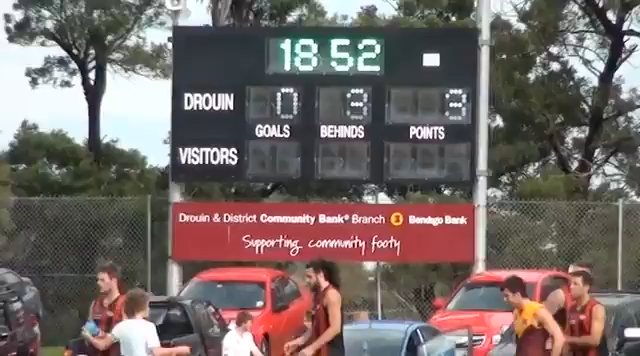 18 52
DROUIN 0 3 3
GOALS BEHINDS POINTS
VISITORS
Drouin & District Community Bank® Branch Bendigo Bank
Supporting community footy